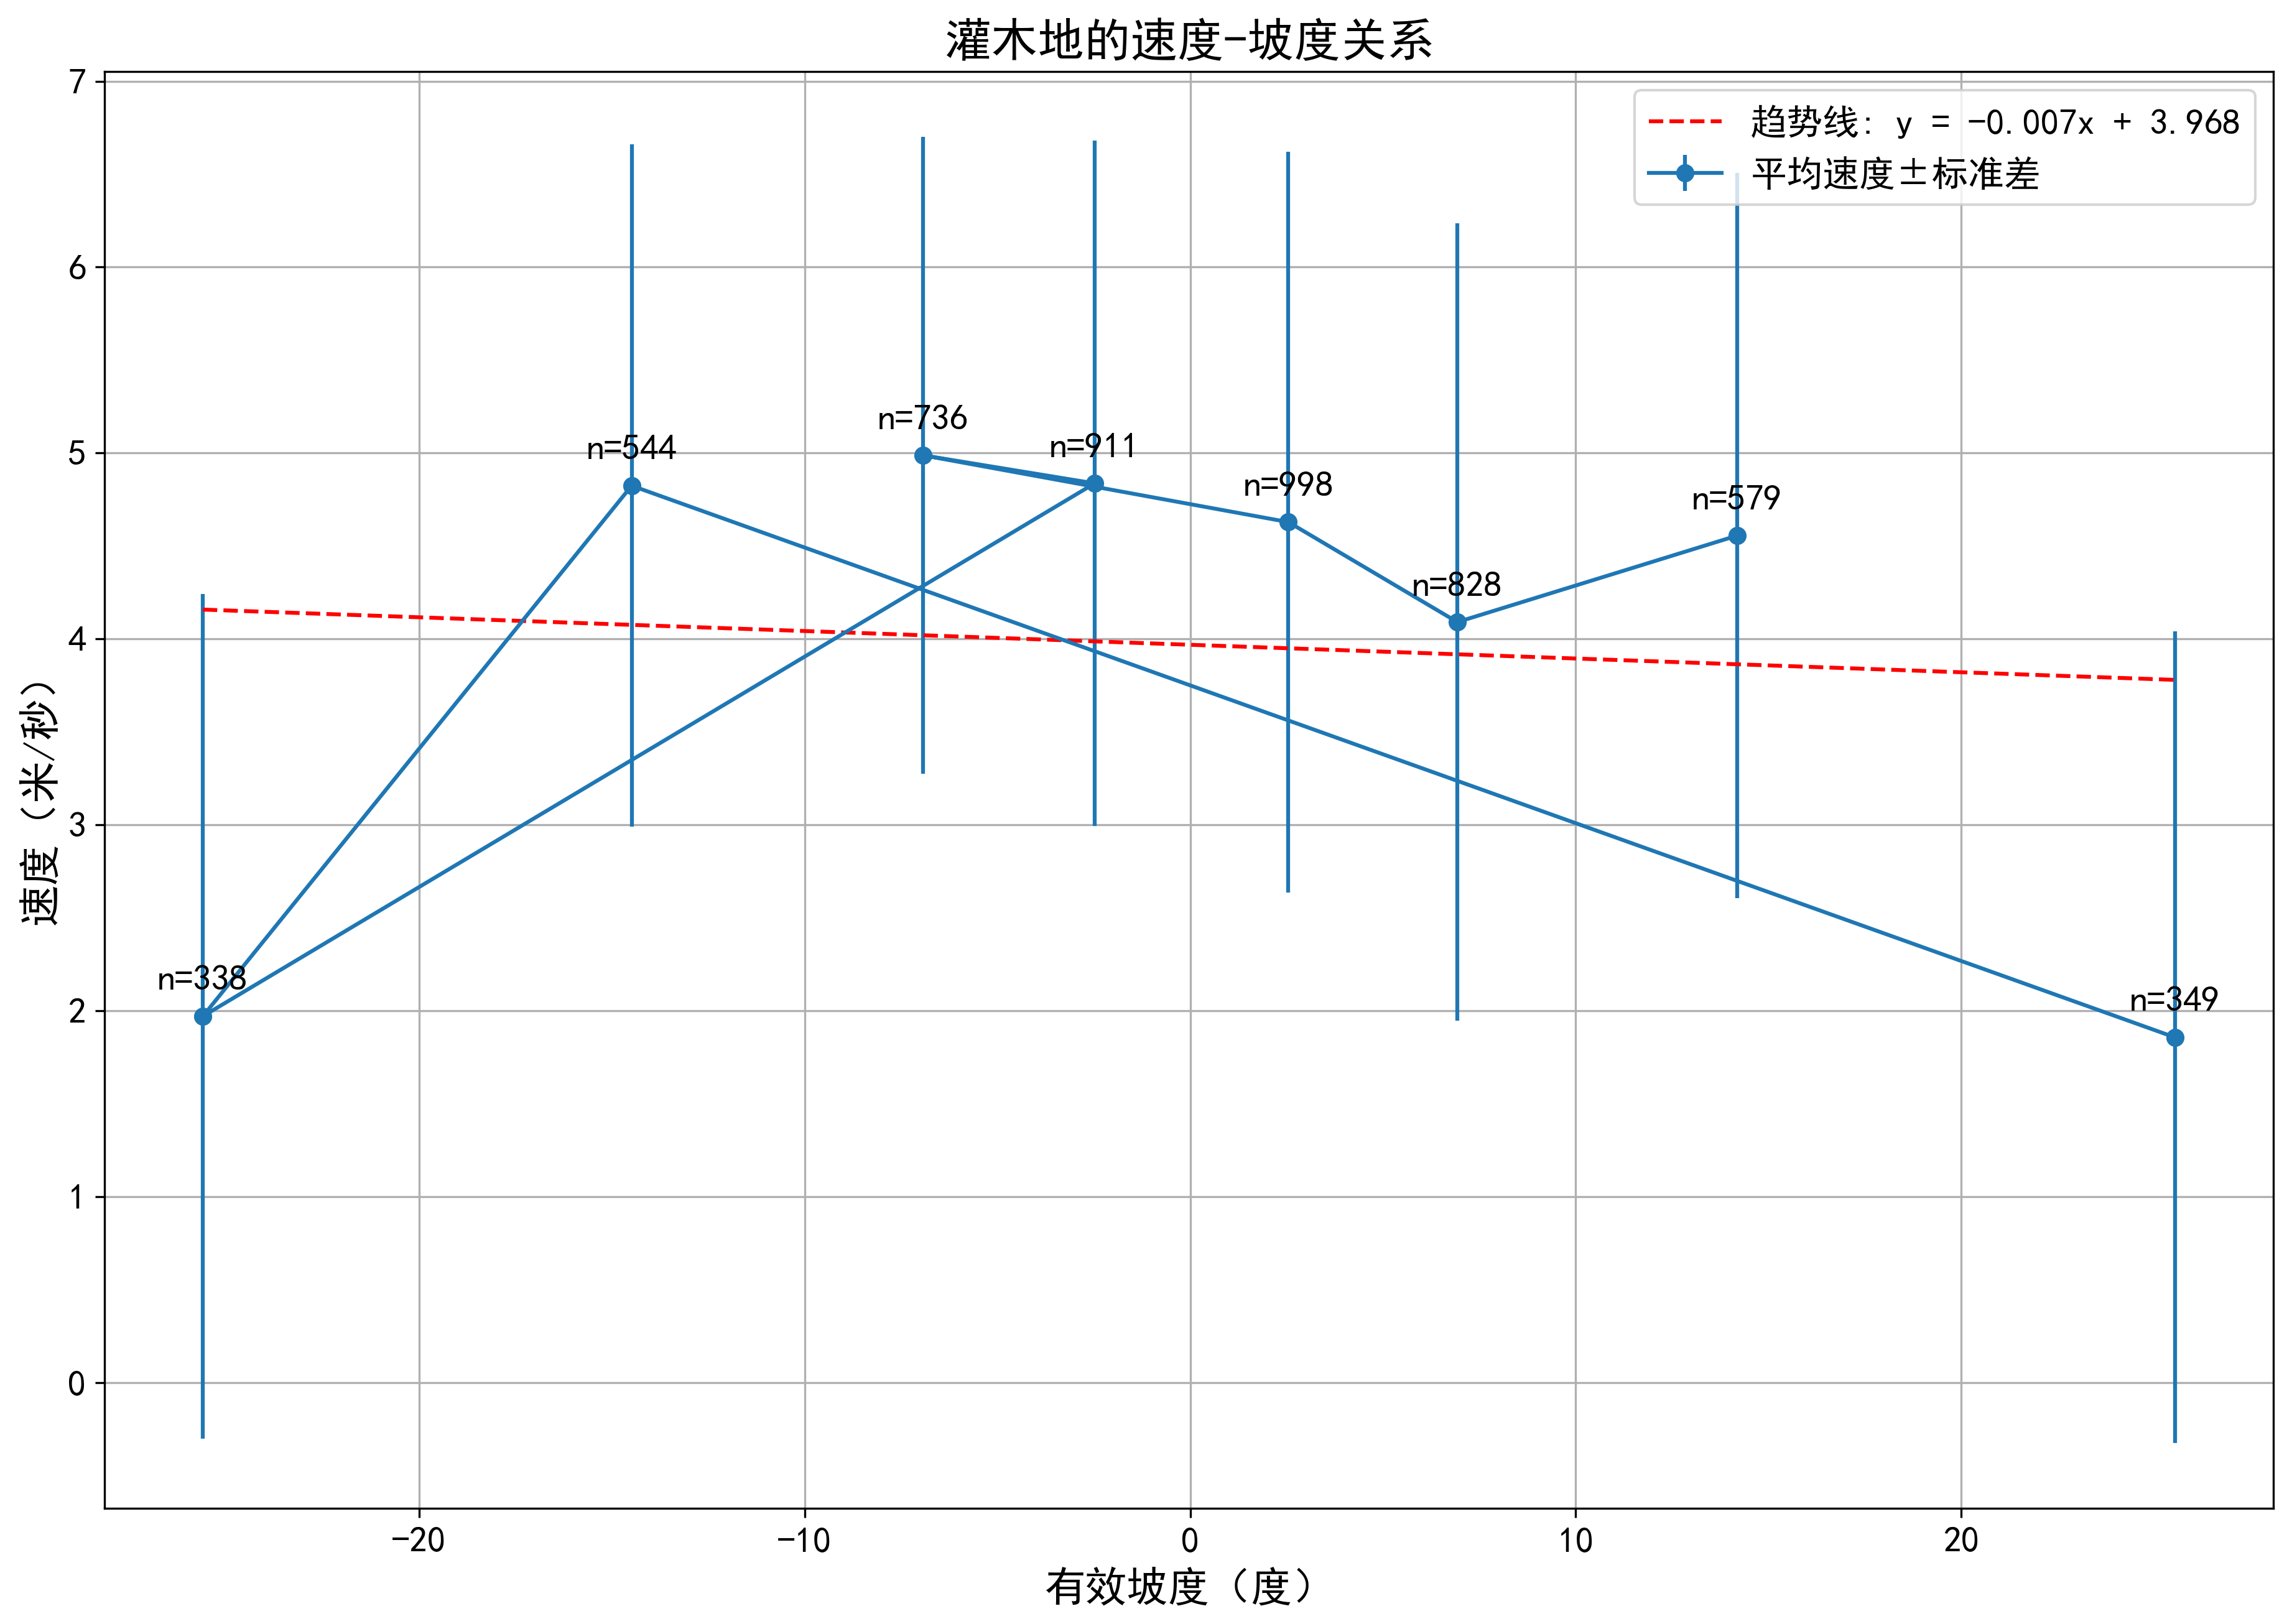 灌木地的速度-坡度关系
趋势线: y = -0.007x + 3.968
平均速度±标准差
7
6
5
4
3
2
1
0
速度（米/秒）
n=736
n=544
n=911
n=998
n=579
n=828
n=338
n=349
-20
-10
0
10
20
有效坡度（度）